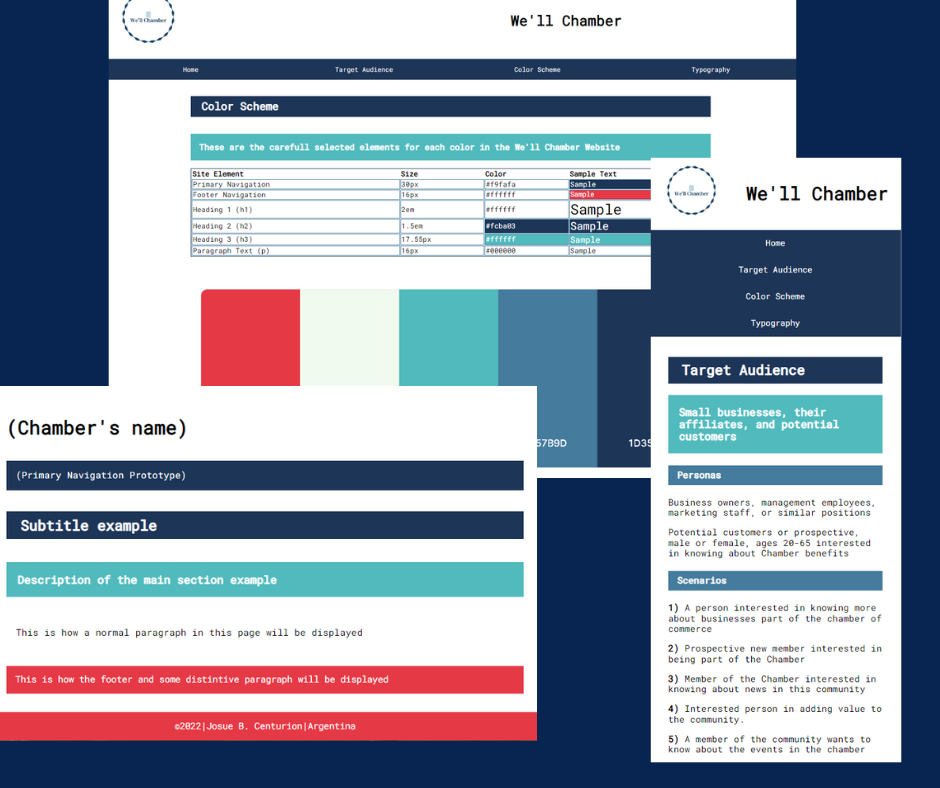 We'll Chamber
We'll Chamber
Home Target Audience Color Scheme Typography
Color Scheme
These are the carefull selected elements for each color in the We'll Chamber Website
Site Element Size Color Sample Text
Primary Navigation 30px #f9fafa Sample
Footer Navigation 16px #ffffff Sample
Heading 1 (h1) 2em #ffffff Sample
Heading 2 (h2) 1.5em #fcba03 Sample
Heading 3 (h3) 17.55px #ffffff Sample
Paragraph Text (p) 16px #000000 Sample
57B9D 1D35
We'll Chamber
We'll Chamber
Home
Target Audience
Color Scheme
Typography
Target Audience
Small businesses, their
affiliates, and potential
customers
Personas
Business owners, management employees,
marketing staff, or similar positions
Potential customers or prospective,
male or female, ages 20-65 interested
in knowing about Chamber benefits
Scenarios
1) A person interested in knowing more
about businesses part of the chamber of
commerce
2) Prospective new member interested in
being part of the Chamber
3) Member of the Chamber interested in
knowing about news in this community
4) Interested person in adding value to
the community.
5) A member of the community wants to
know about the events in the chamber
(Chamber's name)
(Primary Navigation Prototype)
Subtitle example
Description of the main section example
This is how a normal paragraph in this page will be displayed
This is how the footer and some distintive paragraph will be displayed
©2022|Josue B. Centurion|Argentina